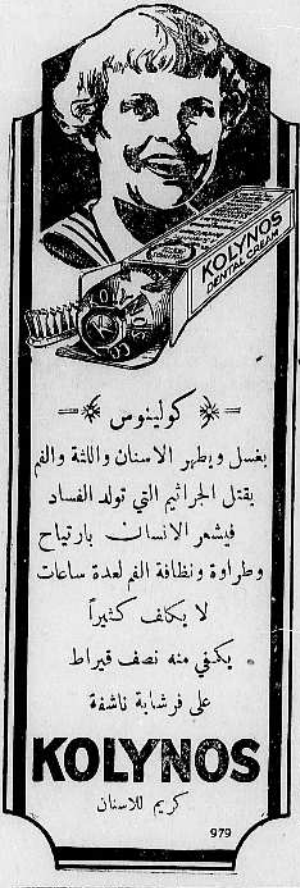 KOLYNOS
DENTAL CREAM
كولينوس
يغسل ويطهر الاسنان واللثة والفم
يقتل الجراثيم التي تولد الفساد
فيشعر الانسان بارتياح
وطراوة ونظافة الفم لعدة ساعات
لا يكلف كثيراً
يكفي منه نصف قيراط
على فرشاية ناشفة
KOLYNOS
كريم للاسنان
979